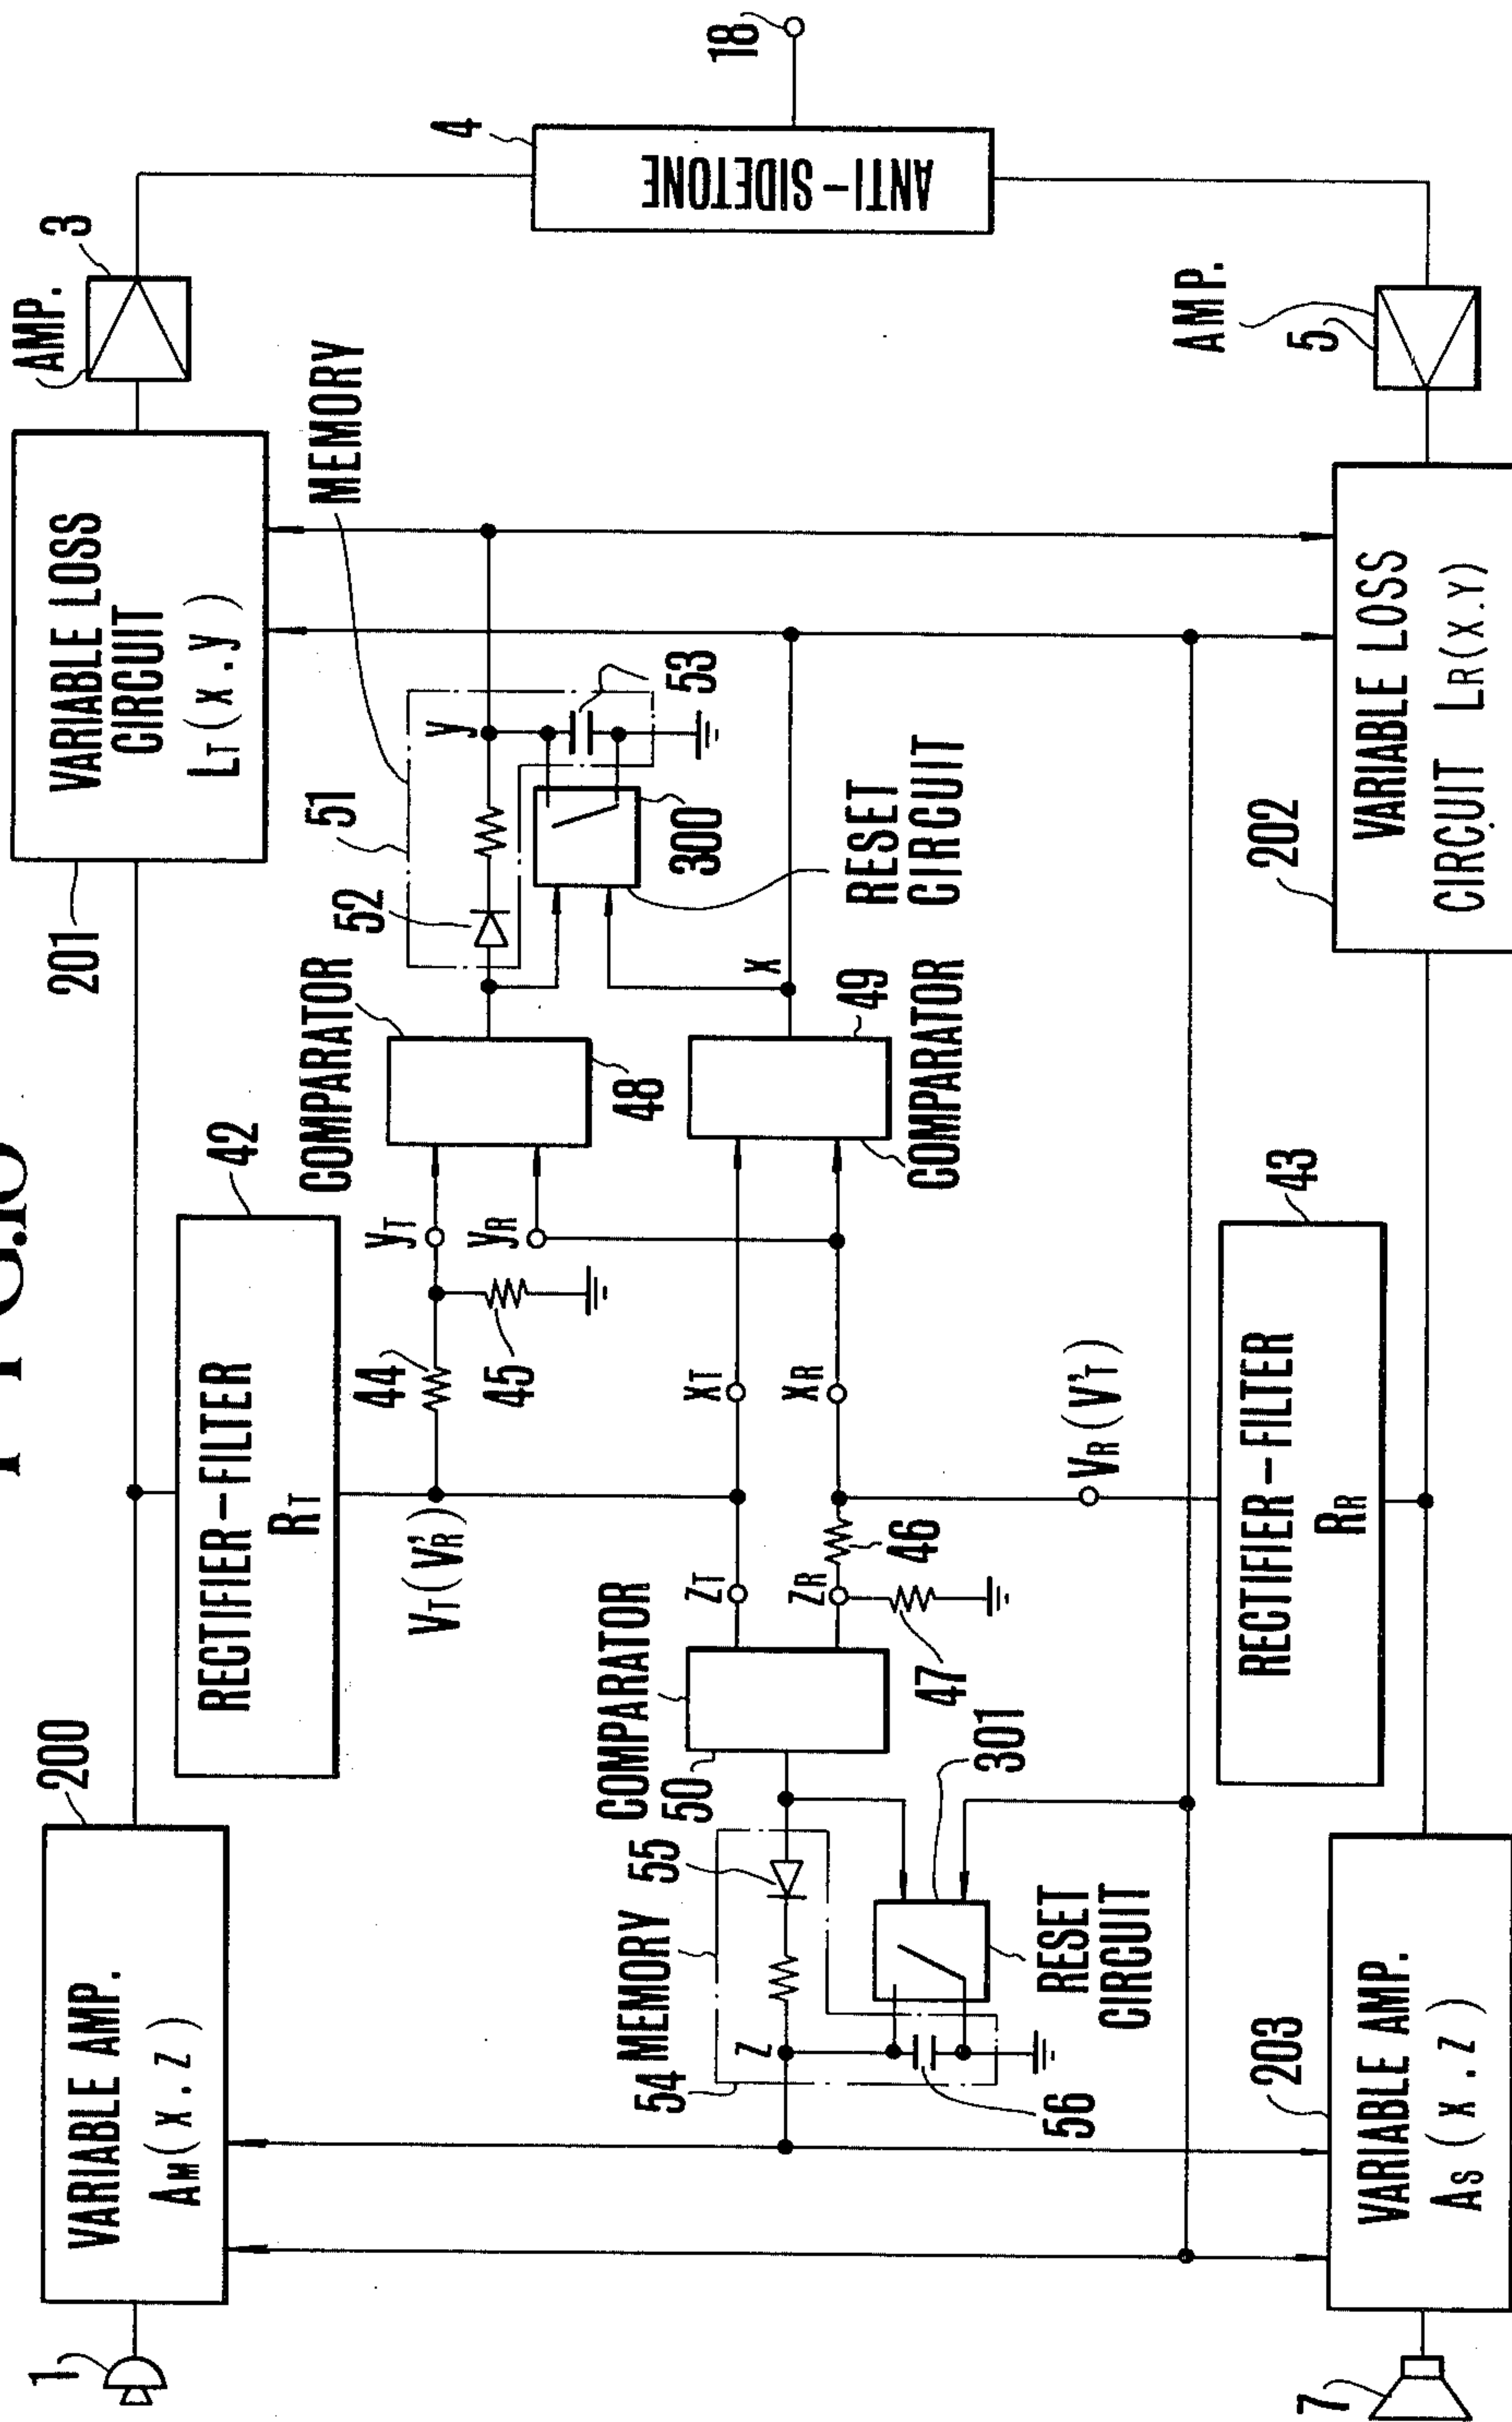 FIG.10
1
VARIABLE AMP.
AM(x.z)
200
RECTIFIER-FILTER
RT
42
201
VARIABLE LOSS
CIRCUIT
LT(x.y)
AMP.
3
VT(V'R)
44
45
yT
yR
COMPARATOR
48
52
51
y
53
MEMORY
300
RESET
CIRCUIT
4
ANTI-SIDETONE
18
COMPARATOR
50
ZT
ZR
XT
XR
46
47
COMPARATOR
49
X
54
MEMORY
55
Z
56
301
RESET
CIRCUIT
VR(V'T)
7
VARIABLE AMP.
AS(x.z)
203
RECTIFIER-FILTER
RR
43
202
VARIABLE LOSS
CIRCUIT LR(x.Y)
AMP.
5